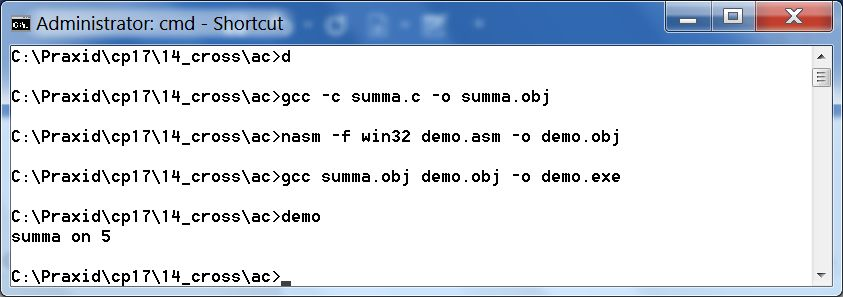 Administrator: cmd - Shortcut
C:\Praxid\cp17\14_cross\ac>d
C:\Praxid\cp17\14_cross\ac>gcc -c summa.c -o summa.obj
C:\Praxid\cp17\14_cross\ac>nasm -f win32 demo.asm -o demo.obj
C:\Praxid\cp17\14_cross\ac>gcc summa.obj demo.obj -o demo.exe
C:\Praxid\cp17\14_cross\ac>demo
summa on 5
C:\Praxid\cp17\14_cross\ac>